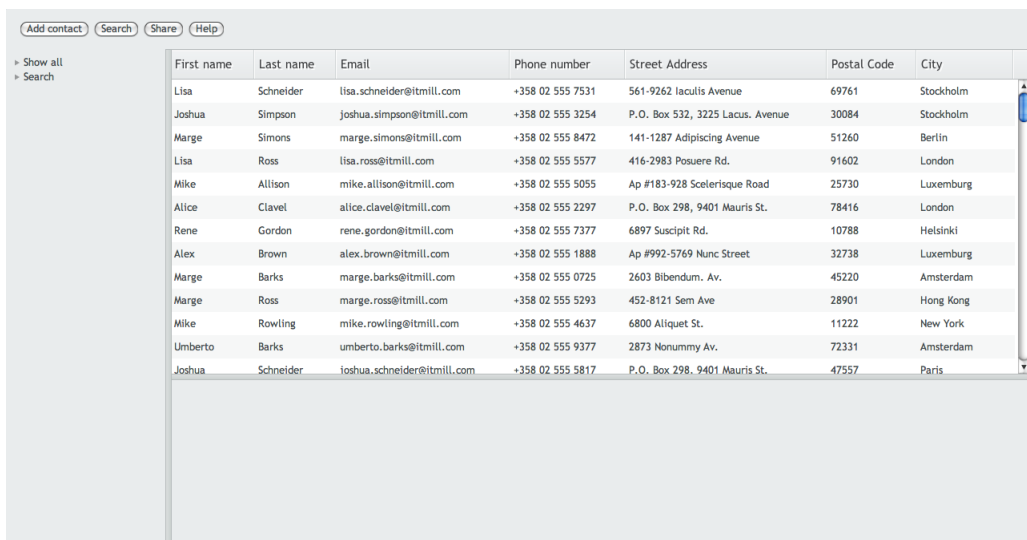 Add contact Search Share Help
Show all
Search
First name Last name Email Phone number Street Address Postal Code City
Lisa Schneider lisa.schneider@itmill.com +358 02 555 7531 561-9262 Iaculis Avenue 69761 Stockholm
Joshua Simpson joshua.simpson@itmill.com +358 02 555 3254 P.O. Box 532, 3225 Lacus. Avenue 30084 Stockholm
Marge Simons marge.simons@itmill.com +358 02 555 8472 141-1287 Adipiscing Avenue 51260 Berlin
Lisa Ross lisa.ross@itmill.com +358 02 555 5577 416-2983 Posuere Rd. 91602 London
Mike Allison mike.allison@itmill.com +358 02 555 5055 Ap #183-928 Scelerisque Road 25730 Luxemburg
Alice Clavel alice.clavel@itmill.com +358 02 555 2297 P.O. Box 298, 9401 Mauris St. 78416 London
Rene Gordon rene.gordon@itmill.com +358 02 555 7377 6897 Suscipit Rd. 10788 Helsinki
Alex Brown alex.brown@itmill.com +358 02 555 1888 Ap #992-5769 Nunc Street 32738 Luxemburg
Marge Barks marge.barks@itmill.com +358 02 555 0725 2603 Bibendum. Av. 45220 Amsterdam
Marge Ross marge.ross@itmill.com +358 02 555 5293 452-8121 Sem Ave 28901 Hong Kong
Mike Rowling mike.rowling@itmill.com +358 02 555 4637 6800 Aliquet St. 11222 New York
Umberto Barks umberto.barks@itmill.com +358 02 555 9377 2873 Nonummy Av. 72331 Amsterdam
Joshua Schneider joshua.schneider@itmill.com +358 02 555 5817 P.O. Box 298, 9401 Mauris St. 47557 Paris